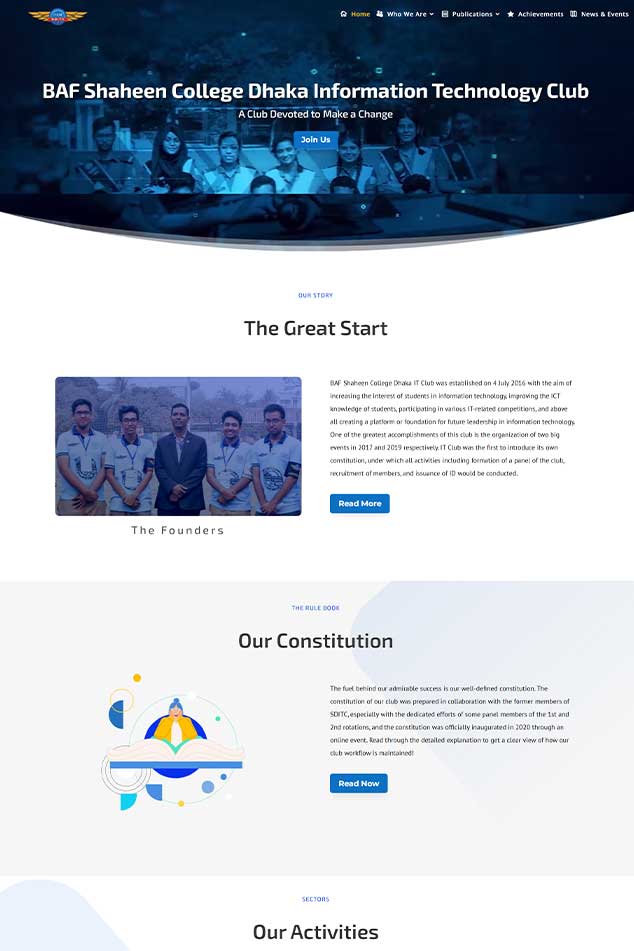 Home Who We Are Publications Achievements News & Events
BAF Shaheen College Dhaka Information Technology Club
A Club Devoted to Make a Change
Join Us
OUR STORY
The Great Start
BAF Shaheen College Dhaka IT Club was established on 4 July 2016 with the aim of
increasing the interest of students in information technology, improving the ICT
knowledge of students, participating in various IT-related competitions, and above
all creating a platform or foundation for future leadership in information technology.
One of the greatest accomplishments of this club is the organization of two big
events in 2017 and 2019 respectively. IT Club was the first to introduce its own
constitution, under which all activities including formation of a panel of the club,
recruitment of members, and issuance of ID would be conducted.
Read More
The Founders
THE RULE BOOK
Our Constitution
The fuel behind our admirable success is our well-defined constitution. The
constitution of our club was prepared in collaboration with the former members of
SDITC, especially with the dedicated efforts of some panel members of the 1st and
2nd rotations, and the constitution was officially inaugurated in 2020 through an
online event. Read through the detailed explanation to get a clear view of how our
club workflow is maintained!
Read Now
SECTORS
Our Activities